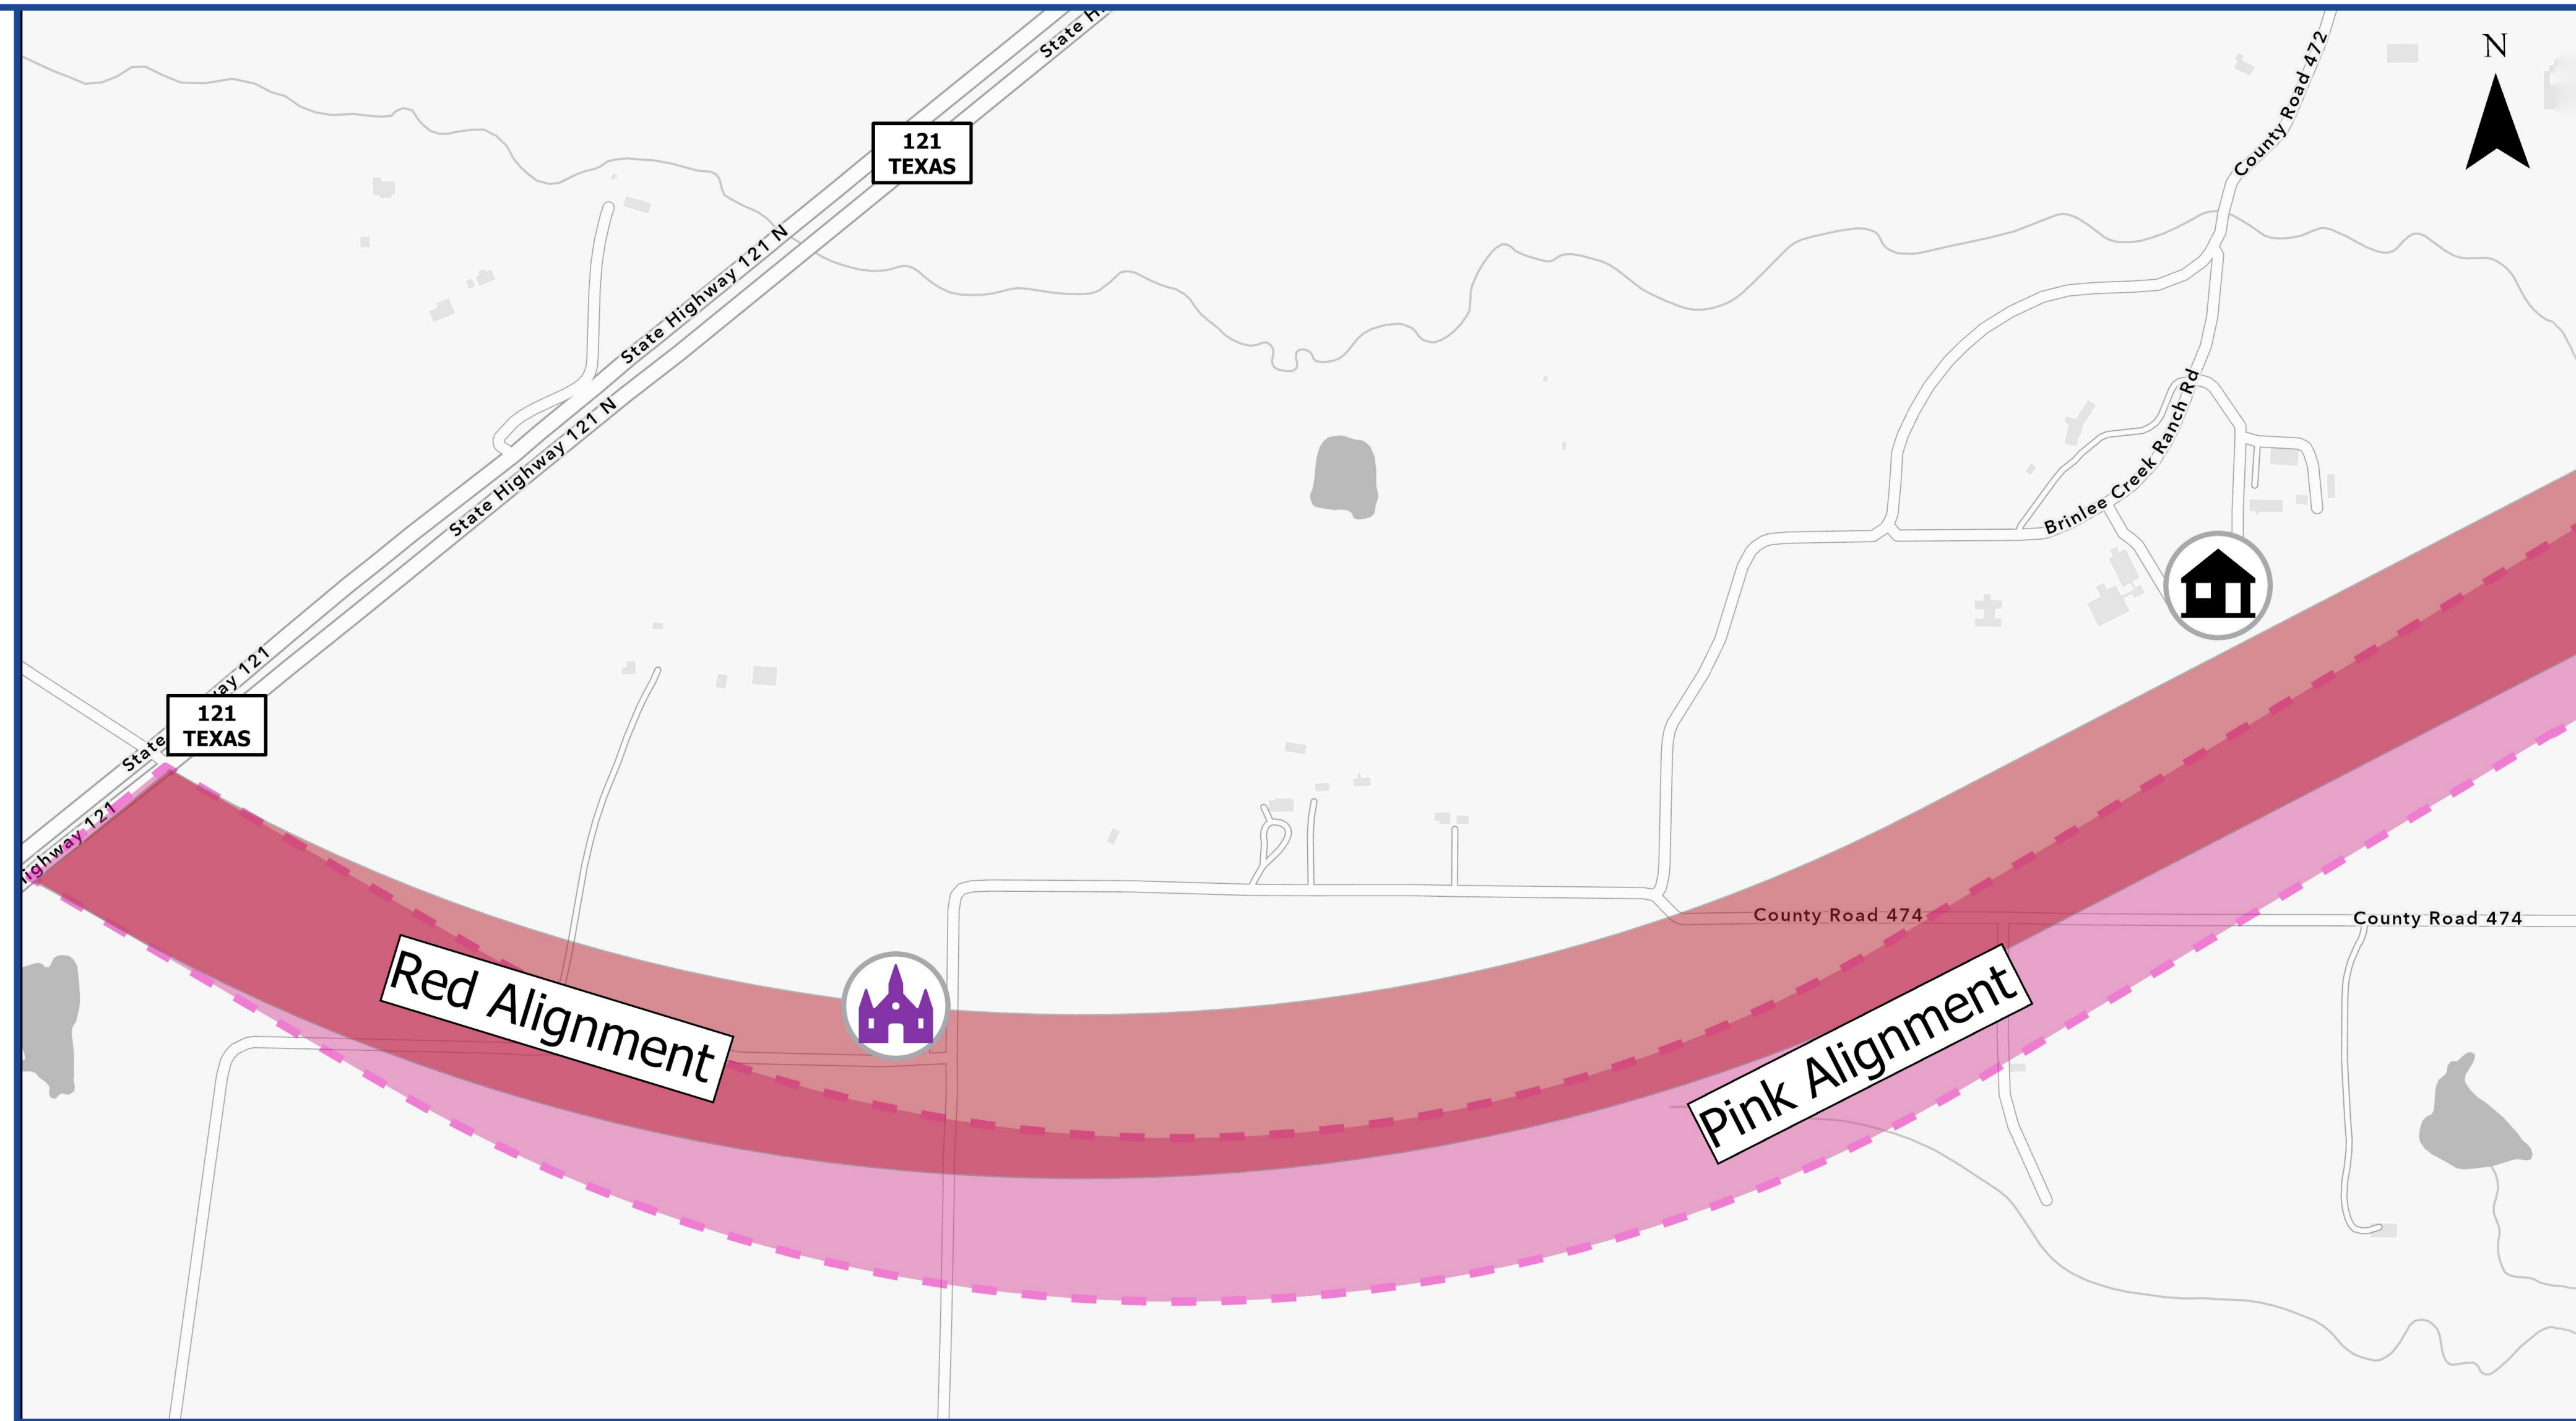 State H
N
County Road 472
121
TEXAS
State Highway 121 N
State Highway 121 N
Brinlee Creek Ranch Rd
way 121
121
TEXAS
State
ighway 121
County Road 474
County Road 474
Red Alignment
Pink Alignment